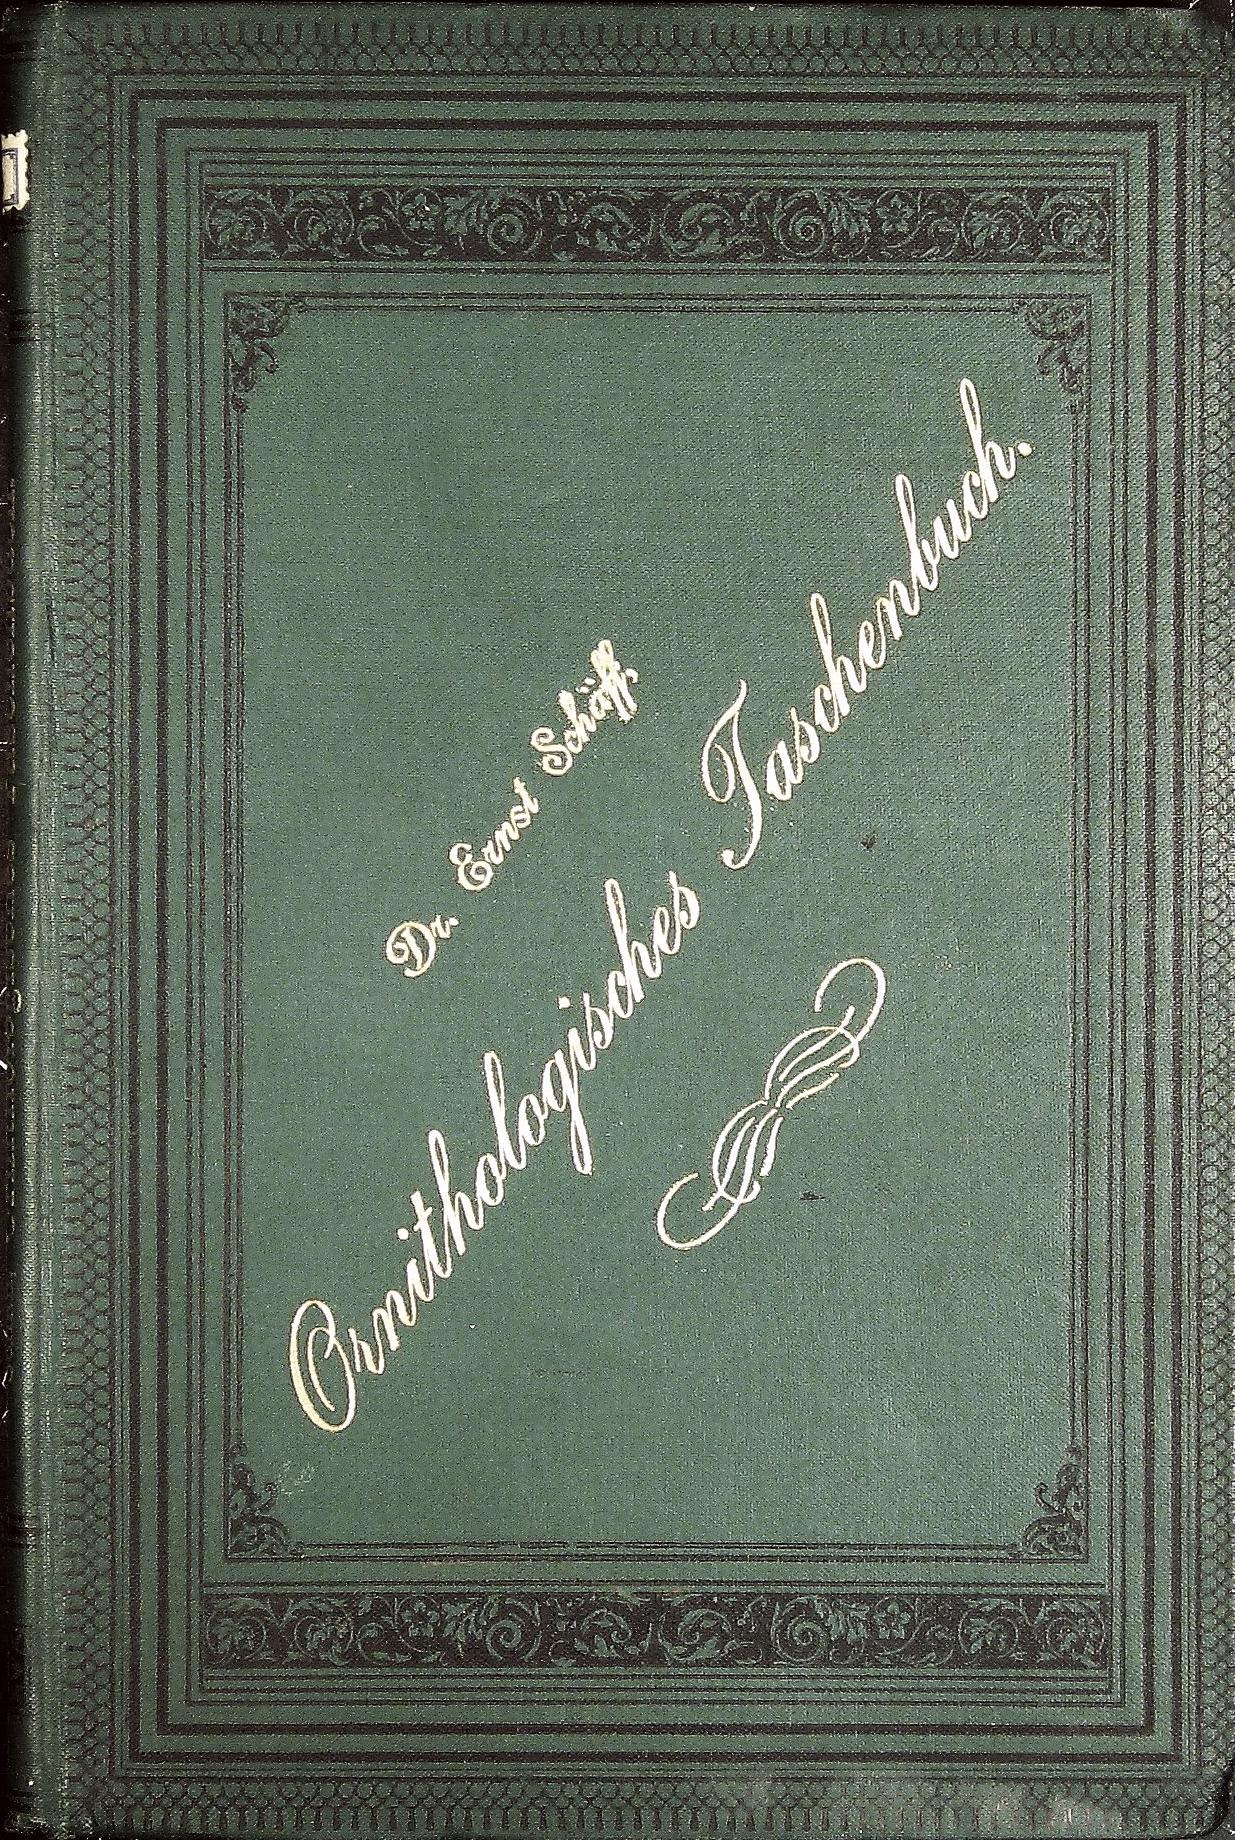 Dr. Ernst Schäff,
Ornithologisches Taschenbuch.